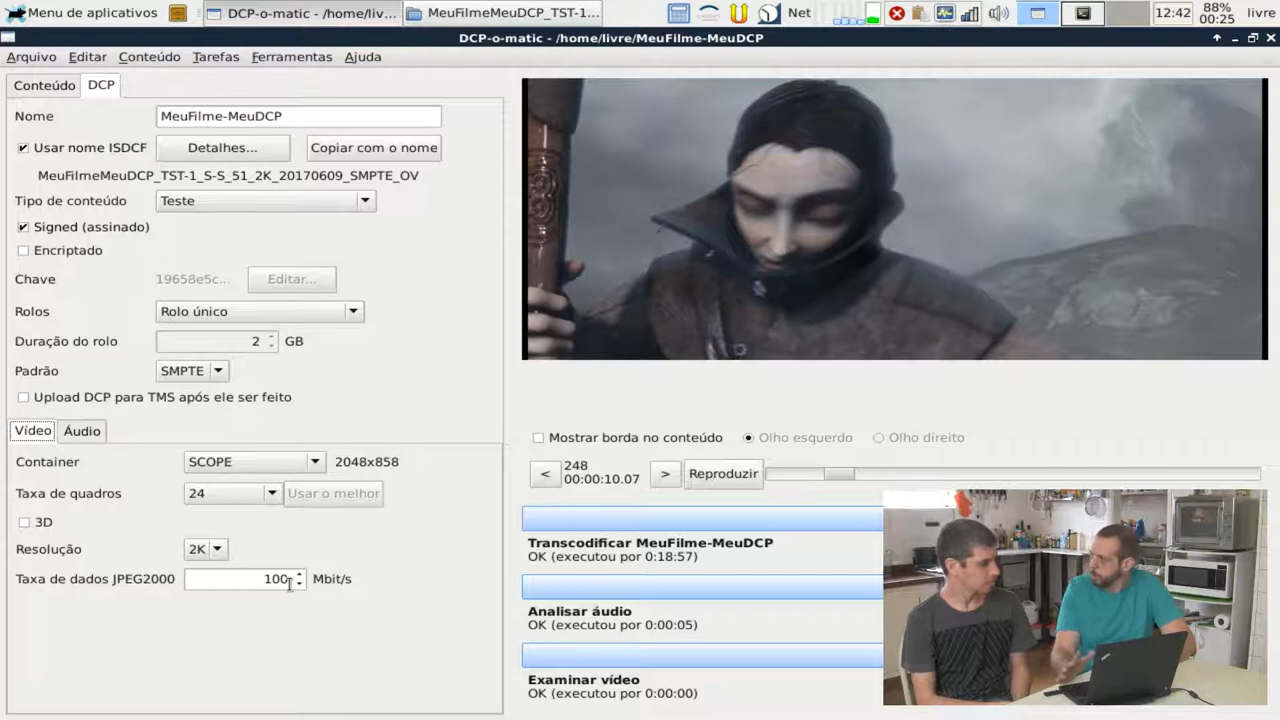 Menu de aplicativos
DCP-o-matic - /home/liv...
MeuFilmeMeuDCP_TST-1...
Net
12:42
88%
00:25
livre
DCP-o-matic - /home/livre/MeuFilme-MeuDCP
Arquivo Editar Conteúdo Tarefas Ferramentas Ajuda
Conteúdo DCP
Nome MeuFilme-MeuDCP
Usar nome ISDCF Detalhes... Copiar com o nome
MeuFilmeMeuDCP_TST-1_S-S_51_2K_20170609_SMPTE_OV
Tipo de conteúdo Teste
Signed (assinado)
Encriptado
Chave 19658e5c... Editar...
Rolos Rolo único
Duração do rolo 2 GB
Padrão SMPTE
Upload DCP para TMS após ele ser feito
Vídeo Áudio
Container SCOPE 2048x858
Taxa de quadros 24 Usar o melhor
3D
Resolução 2K
Taxa de dados JPEG2000 100 Mbit/s
Mostrar borda no conteúdo Olho esquerdo Olho direito
< 248
00:00:10.07 > Reproduzir
Transcodificar MeuFilme-MeuDCP
OK (executou por 0:18:57)
Analisar áudio
OK (executou por 0:00:05)
Examinar vídeo
OK (executou por 0:00:00)